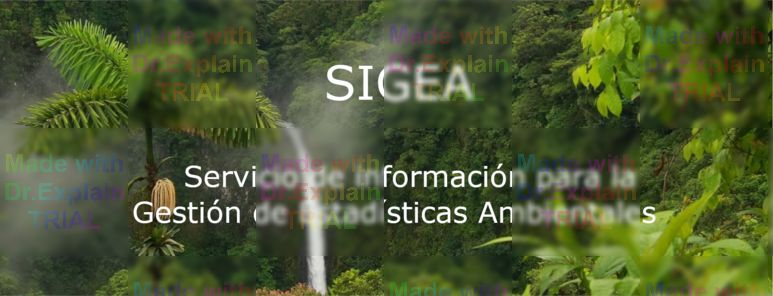 SIGEA
Servicio de Información para la
Gestión de Estadísticas Ambientales
Made with
Dr.Explain
TRIAL
Made with
Dr.Explain
TRIAL
Made with
Dr.Explain
TRIAL
Made with
Dr.Explain
TRIAL
Made with
Dr.Explain
TRIAL
Made with
Dr.Explain
TRIAL
Made with
Made with
Made with